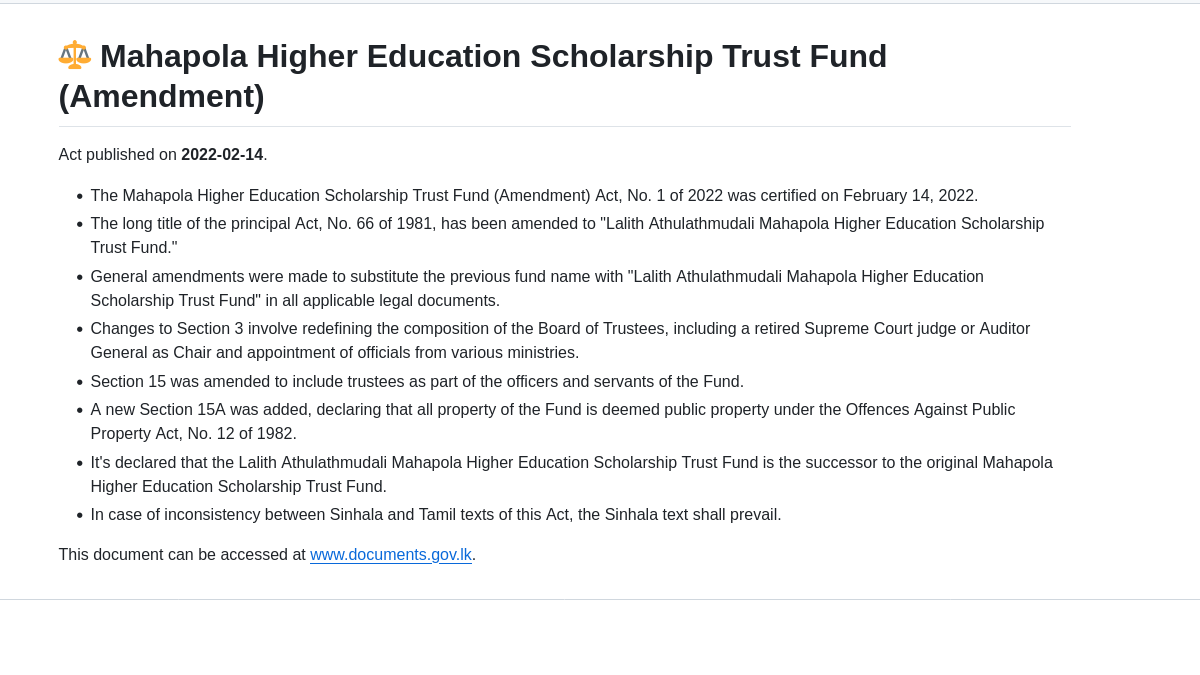 ⚖️ Mahapola Higher Education Scholarship Trust Fund
(Amendment)
Act published on 2022-02-14.
• The Mahapola Higher Education Scholarship Trust Fund (Amendment) Act, No. 1 of 2022 was certified on February 14, 2022.
• The long title of the principal Act, No. 66 of 1981, has been amended to "Lalith Athulathmudali Mahapola Higher Education Scholarship
Trust Fund."
• General amendments were made to substitute the previous fund name with "Lalith Athulathmudali Mahapola Higher Education
Scholarship Trust Fund" in all applicable legal documents.
• Changes to Section 3 involve redefining the composition of the Board of Trustees, including a retired Supreme Court judge or Auditor
General as Chair and appointment of officials from various ministries.
• Section 15 was amended to include trustees as part of the officers and servants of the Fund.
• A new Section 15A was added, declaring that all property of the Fund is deemed public property under the Offences Against Public
Property Act, No. 12 of 1982.
• It's declared that the Lalith Athulathmudali Mahapola Higher Education Scholarship Trust Fund is the successor to the original Mahapola
Higher Education Scholarship Trust Fund.
• In case of inconsistency between Sinhala and Tamil texts of this Act, the Sinhala text shall prevail.
This document can be accessed at www.documents.gov.lk.